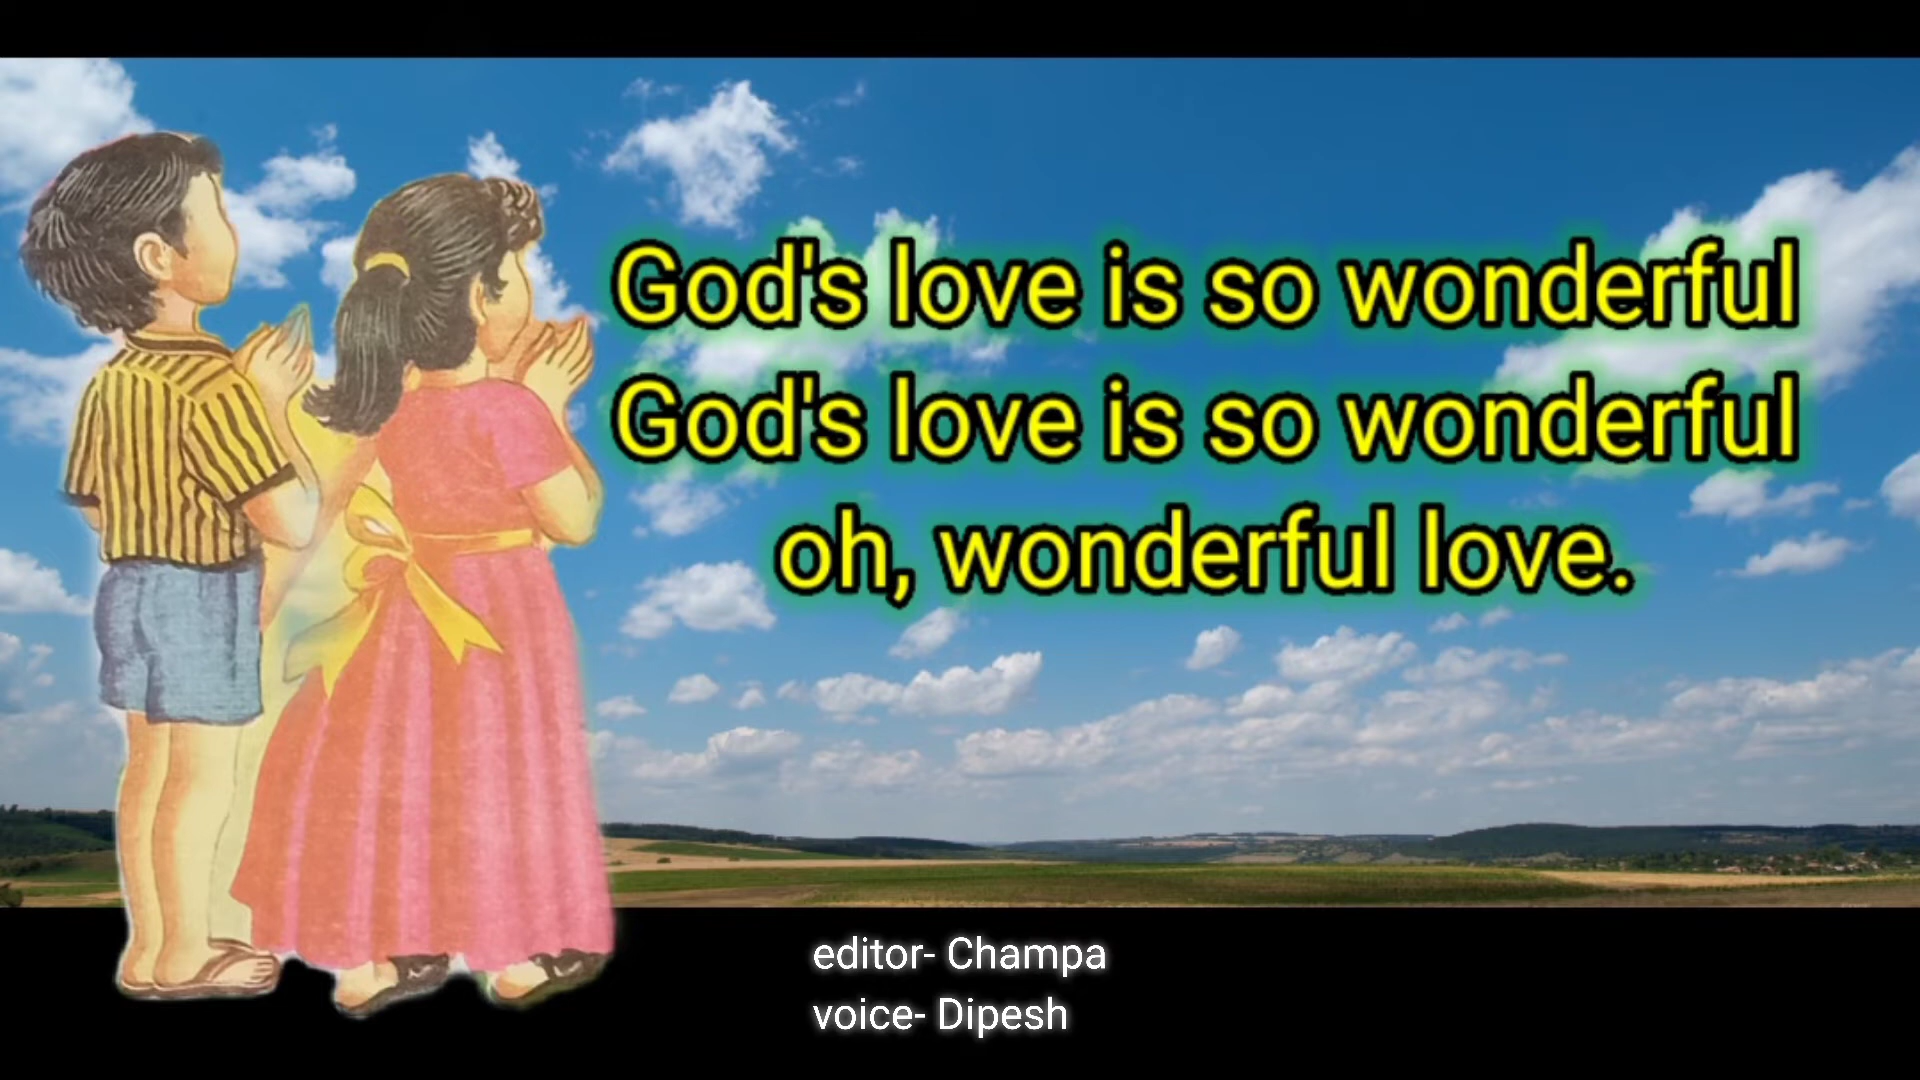 God's love is so wonderful
God's love is so wonderful
oh, wonderful love.
editor- Champa
voice- Dipesh